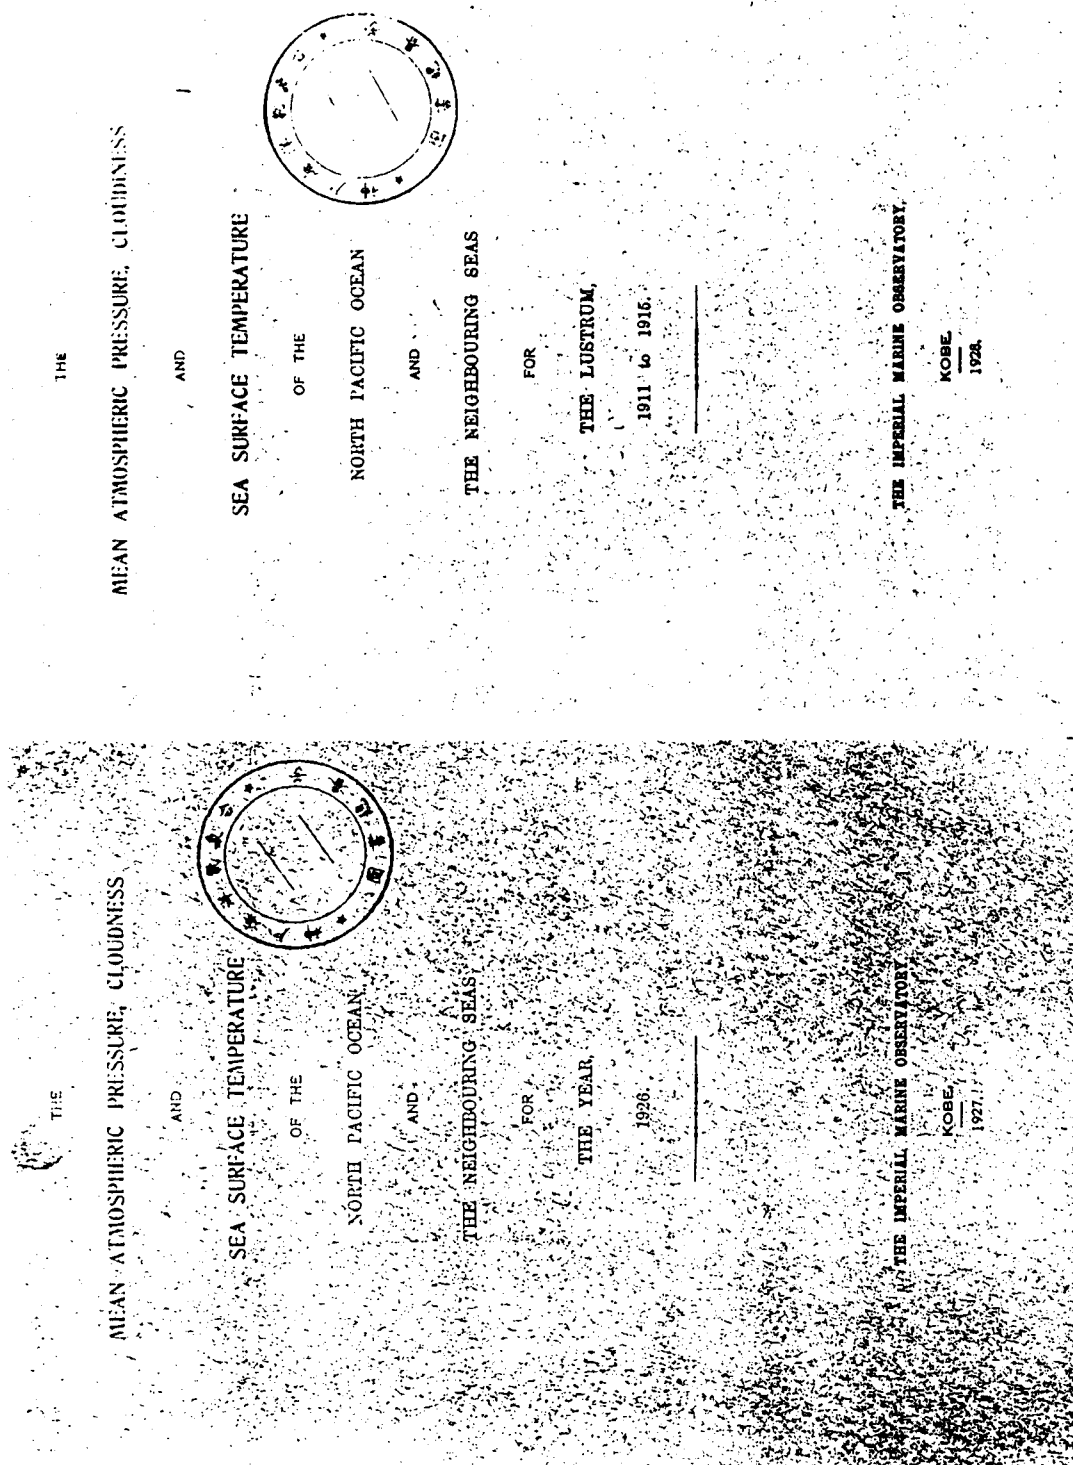 THE
MEAN ATMOSPHERIC PRESSURE, CLOUDNESS
AND
SEA SURFACE TEMPERATURE
OF THE
NORTH PACIFIC OCEAN
AND
THE NEIGHBOURING SEAS
FOR
THE YEAR,
1926.
THE IMPERIAL MARINE OBSERVATORY
KOBE,
1927.
THE
MEAN ATMOSPHERIC PRESSURE, CLOUDINESS
AND
SEA SURFACE TEMPERATURE
OF THE
NORTH PACIFIC OCEAN
AND
THE NEIGHBOURING SEAS
FOR
THE LUSTRUM,
1911 to 1915.
THE IMPERIAL MARINE OBSERVATORY,
KOBE,
1928.